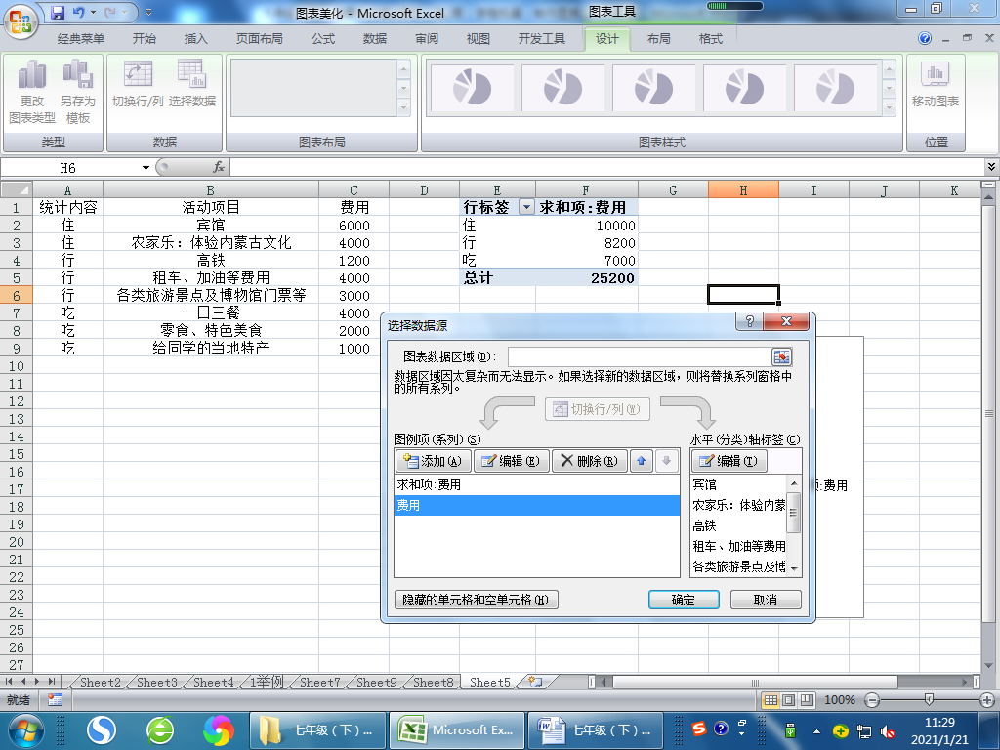 图表美化 - Microsoft Excel
图表工具
经典菜单 开始 插入 页面布局 公式 数据 审阅 视图 开发工具 设计 布局 格式
更改图表类型 另存为模板 切换行/列 选择数据 移动图表
类型 数据 图表布局 图表样式 位置
H6 fx
A B C D E F G H I J K
1 统计内容 活动项目 费用 行标签 求和项:费用
2 住 宾馆 6000 住 10000
3 住 农家乐：体验内蒙古文化 4000 行 8200
4 行 高铁 1200 吃 7000
5 行 租车、加油等费用 4000 总计 25200
6 行 各类旅游景点及博物馆门票等 3000
7 吃 一日三餐 4000
8 吃 零食、特色美食 2000
9 吃 给同学的当地特产 1000
10
11
12
13
14
15
16
17
18
19
20
21
22
23
24
25
26
27
选择数据源
图表数据区域(D):
数据区域因太复杂而无法显示。如果选择新的数据区域，则将替换系列窗格中
的所有系列。
切换行/列(W)
图例项(系列)(S)
添加(A) 编辑(E) 删除(R)
求和项:费用
费用
水平(分类)轴标签(C)
编辑(T)
宾馆
农家乐：体验内蒙
高铁
租车、加油等费用
各类旅游景点及博
:费用
隐藏的单元格和空单元格(H) 确定 取消
Sheet2 Sheet3 Sheet4 1举例 Sheet7 Sheet9 Sheet8 Sheet5
就绪 100%
七年级（下）... Microsoft Ex... 七年级（下）...
11:29
2021/1/21